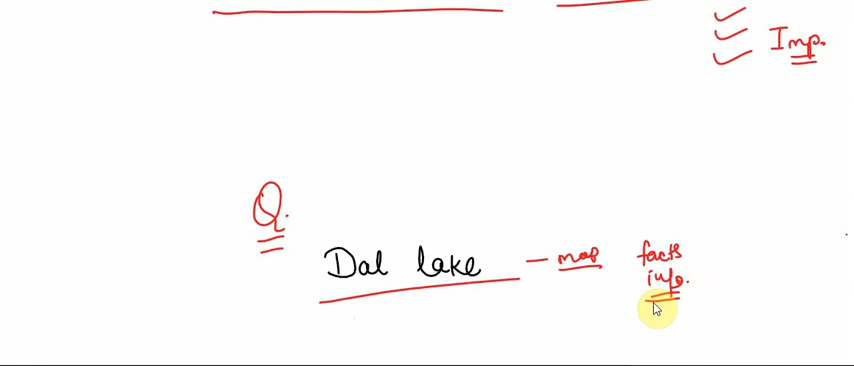 Imp.
Q.
Dal lake — map facts
info.